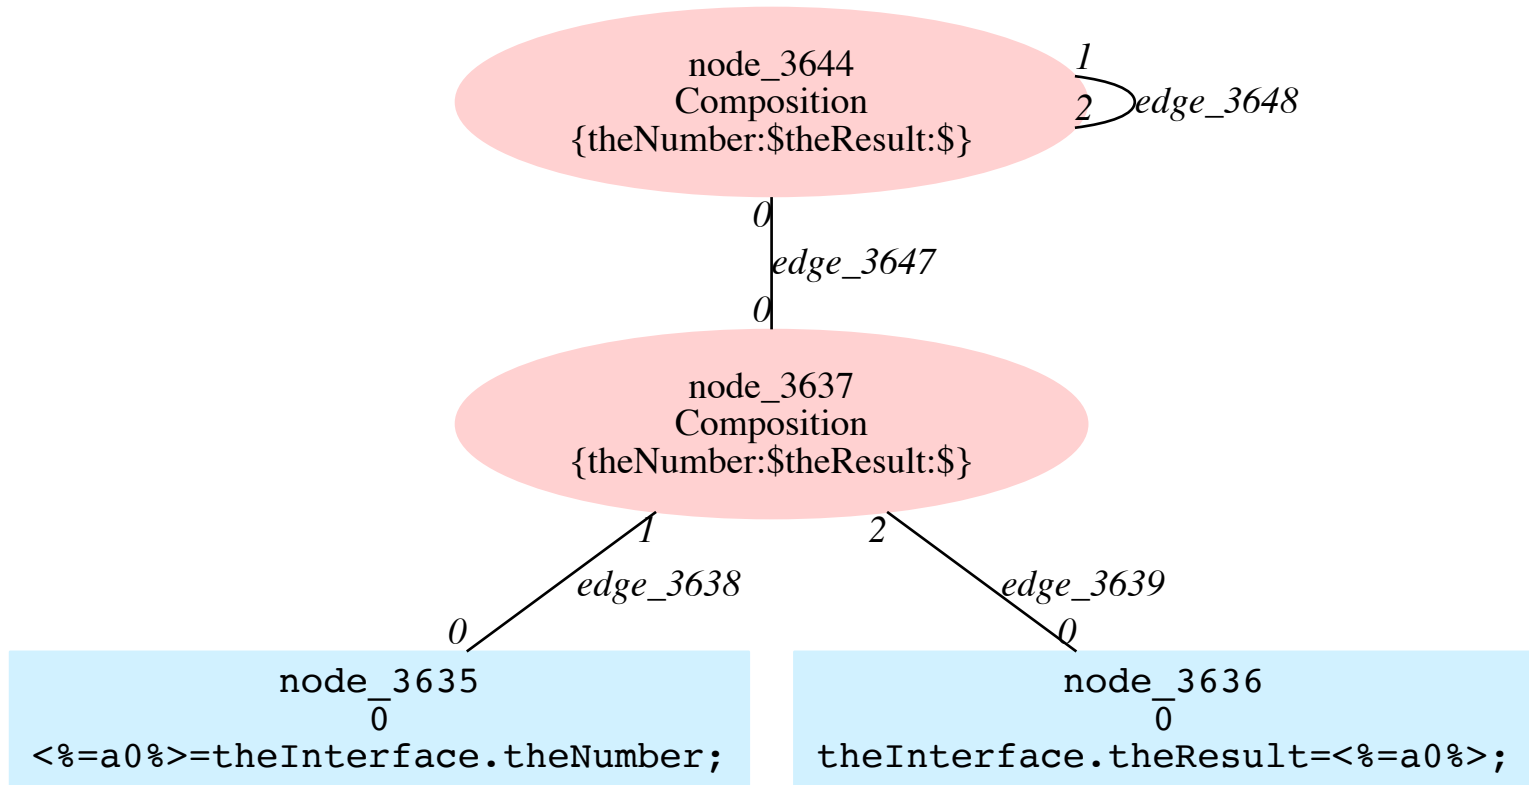 node_3644
Composition
{theNumber:$theResult:$}
1
2
edge_3648
0
edge_3647
0
node_3637
Composition
{theNumber:$theResult:$}
1
2
edge_3638
edge_3639
0
0
node_3635
0
<%=a0%>=theInterface.theNumber;
node_3636
0
theInterface.theResult=<%=a0%>;